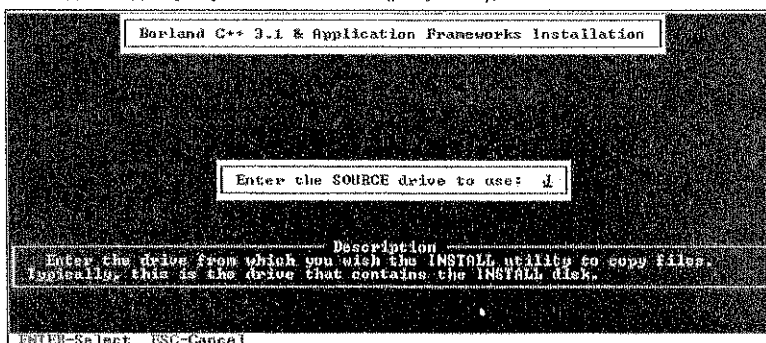 Borland C++ 3.1 & Application Frameworks Installation
Enter the SOURCE drive to use:
Description
Enter the drive from which you wish the INSTALL utility to copy files.
Typically, this is the drive that contains the INSTALL disk.
ENTER-Select ESC-Cancel